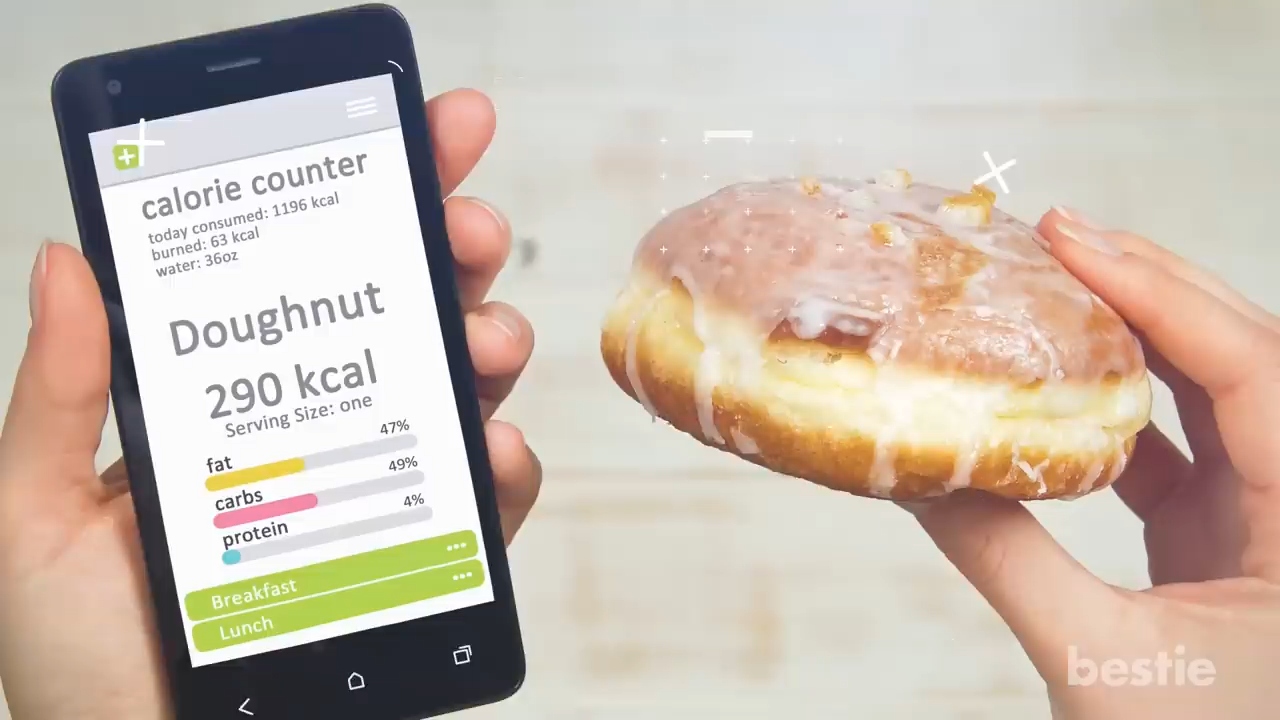 calorie counter
today consumed: 1196 kcal
burned: 63 kcal
water: 36oz
Doughnut
290 kcal
Serving Size: one
47%
fat
49%
carbs
4%
protein
Breakfast
Lunch
bestie